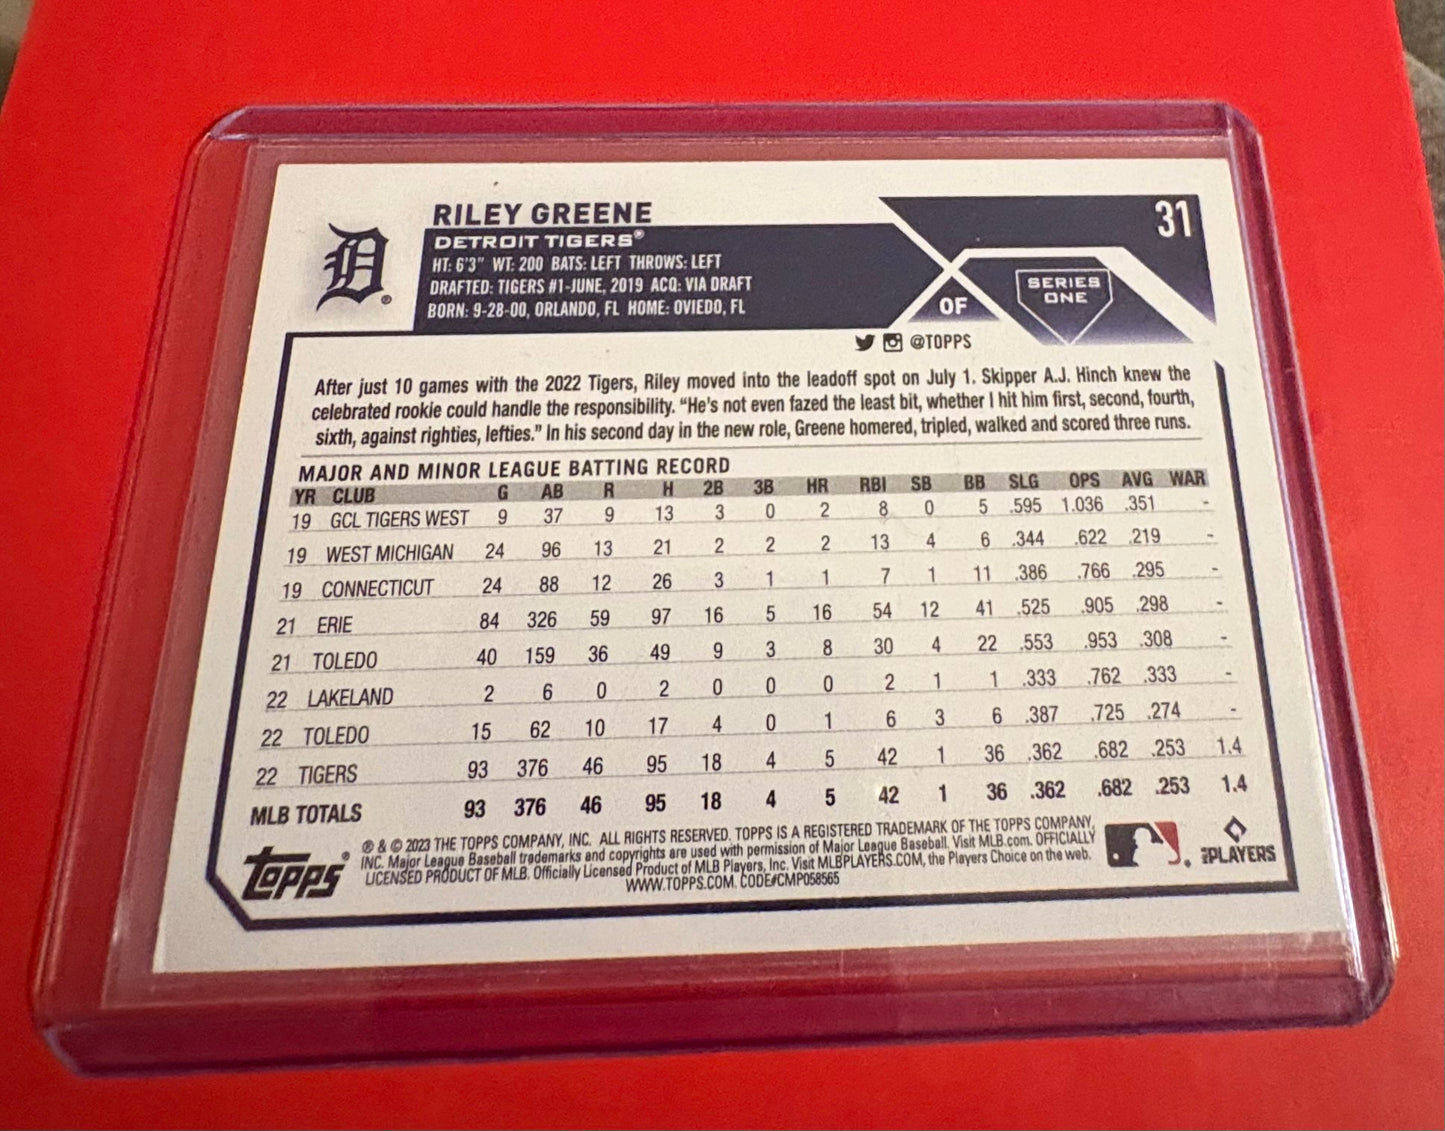 RILEY GREENE
31
DETROIT TIGERS®
HT: 6'3" WT: 200 BATS: LEFT THROWS: LEFT
DRAFTED: TIGERS #1-JUNE, 2019 ACQ: VIA DRAFT
BORN: 9-28-00, ORLANDO, FL HOME: OVIEDO, FL
D®
OF
SERIES
ONE
@TOPPS
After just 10 games with the 2022 Tigers, Riley moved into the leadoff spot on July 1. Skipper A.J. Hinch knew the
celebrated rookie could handle the responsibility. “He's not even fazed the least bit, whether I hit him first, second, fourth,
sixth, against righties, lefties.” In his second day in the new role, Greene homered, tripled, walked and scored three runs.
MAJOR AND MINOR LEAGUE BATTING RECORD
YR CLUB G AB R H 2B 3B HR RBI SB BB SLG OPS AVG WAR
19 GCL TIGERS WEST 9 37 9 13 3 0 2 8 0 5 .595 1.036 .351 -
19 WEST MICHIGAN 24 96 13 21 2 2 2 13 4 6 .344 .622 .219 -
19 CONNECTICUT 24 88 12 26 3 1 1 7 1 11 .386 .766 .295 -
21 ERIE 84 326 59 97 16 5 16 54 12 41 .525 .905 .298 -
21 TOLEDO 40 159 36 49 9 3 8 30 4 22 .553 .953 .308 -
22 LAKELAND 2 6 0 2 0 0 0 2 1 1 .333 .762 .333 -
22 TOLEDO 15 62 10 17 4 0 1 6 3 6 .387 .725 .274 -
22 TIGERS 93 376 46 95 18 4 5 42 1 36 .362 .682 .253 1.4
MLB TOTALS 93 376 46 95 18 4 5 42 1 36 .362 .682 .253 1.4
Topps®
® & © 2023 THE TOPPS COMPANY, INC. ALL RIGHTS RESERVED. TOPPS IS A REGISTERED TRADEMARK OF THE TOPPS COMPANY,
INC. Major League Baseball trademarks and copyrights are used with permission of Major League Baseball. Visit MLB.com. OFFICIALLY
LICENSED PRODUCT OF MLB. Officially Licensed Product of MLB Players, Inc. Visit MLBPLAYERS.COM, the Players Choice on the web.
WWW.TOPPS.COM. CODE#CMP058565
PLAYERS